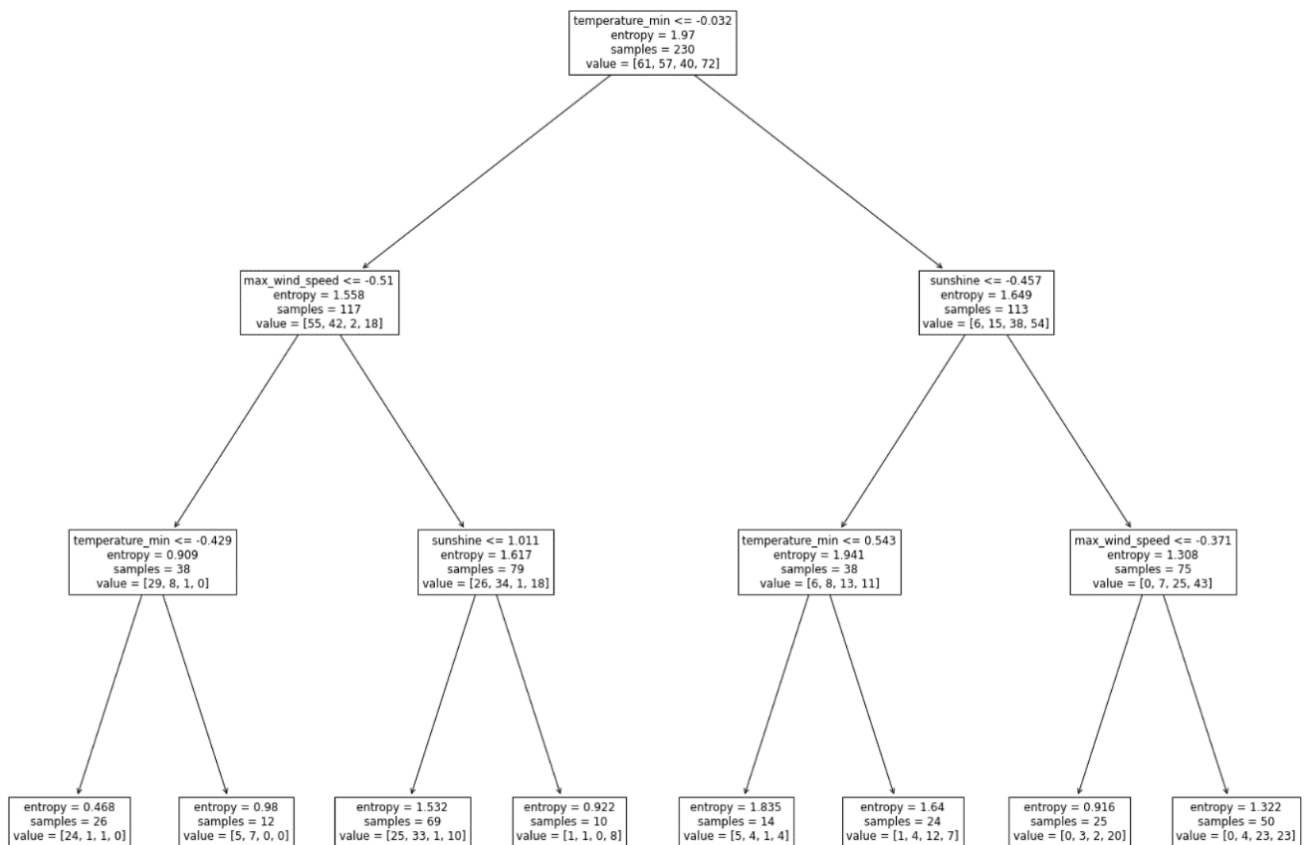 temperature_min <= -0.032
entropy = 1.97
samples = 230
value = [61, 57, 40, 72]
max_wind_speed <= -0.51
entropy = 1.558
samples = 117
value = [55, 42, 2, 18]
sunshine <= -0.457
entropy = 1.649
samples = 113
value = [6, 15, 38, 54]
temperature_min <= -0.429
entropy = 0.909
samples = 38
value = [29, 8, 1, 0]
sunshine <= 1.011
entropy = 1.617
samples = 79
value = [26, 34, 1, 18]
temperature_min <= 0.543
entropy = 1.941
samples = 38
value = [6, 8, 13, 11]
max_wind_speed <= -0.371
entropy = 1.308
samples = 75
value = [0, 7, 25, 43]
entropy = 0.468
samples = 26
value = [24, 1, 1, 0]
entropy = 0.98
samples = 12
value = [5, 7, 0, 0]
entropy = 1.532
samples = 69
value = [25, 33, 1, 10]
entropy = 0.922
samples = 10
value = [1, 1, 0, 8]
entropy = 1.835
samples = 14
value = [5, 4, 1, 4]
entropy = 1.64
samples = 24
value = [1, 4, 12, 7]
entropy = 0.916
samples = 25
value = [0, 3, 2, 20]
entropy = 1.322
samples = 50
value = [0, 4, 23, 23]